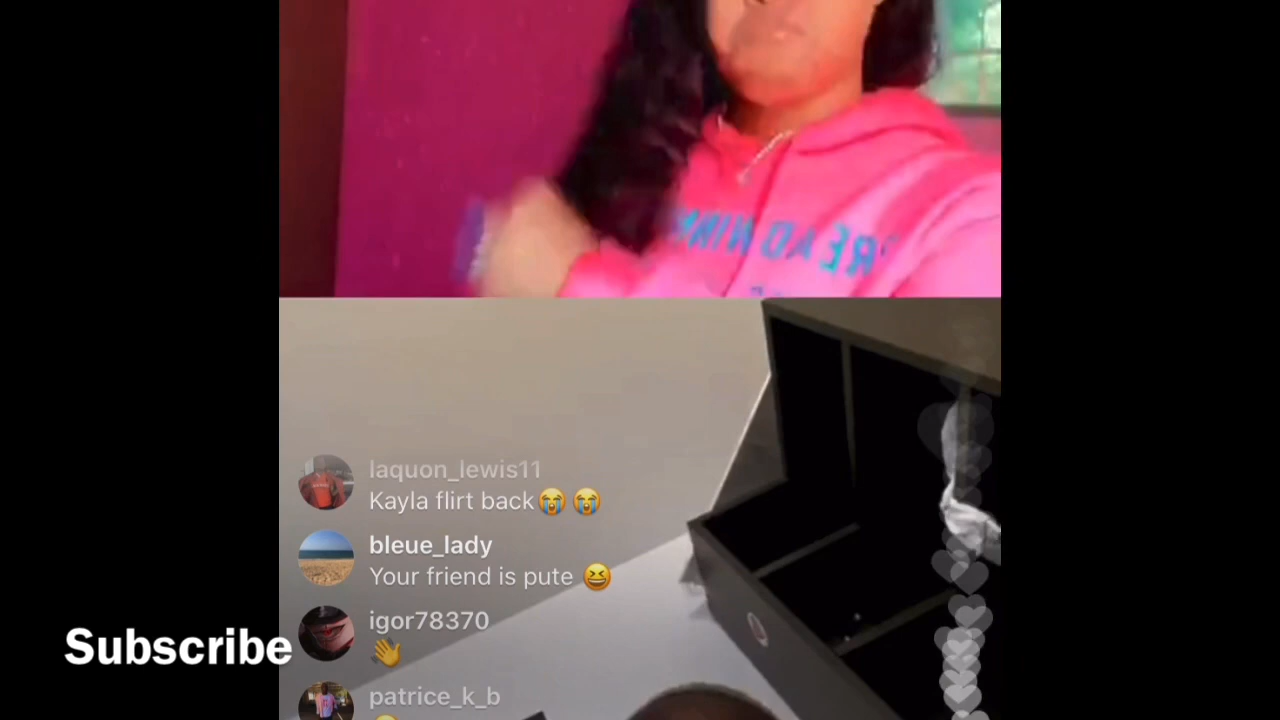 laquon_lewis11
Kayla flirt back😭😭
bleue_lady
Your friend is pute 😆
igor78370
👋
Subscribe
patrice_k_b